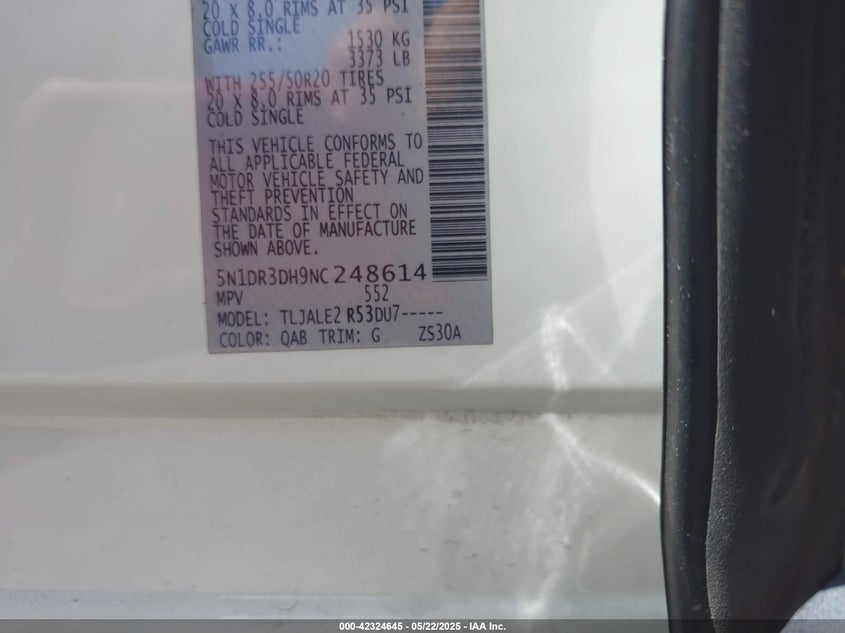 20 X 8.0 RIMS AT 35 PSI
COLD SINGLE
GAWR RR.: 1530 KG
3373 LB
WITH 255/50R20 TIRES
20 X 8.0 RIMS AT 35 PSI
COLD SINGLE
THIS VEHICLE CONFORMS TO
ALL APPLICABLE FEDERAL
MOTOR VEHICLE SAFETY AND
THEFT PREVENTION
STANDARDS IN EFFECT ON
THE DATE OF MANUFACTURE
SHOWN ABOVE.
5N1DR3DH9NC248614
MPV 552
MODEL: TLJALE2 R53DU7-----
COLOR: QAB TRIM: G ZS30A
000-42324645 - 05/22/2025 - IAA Inc.